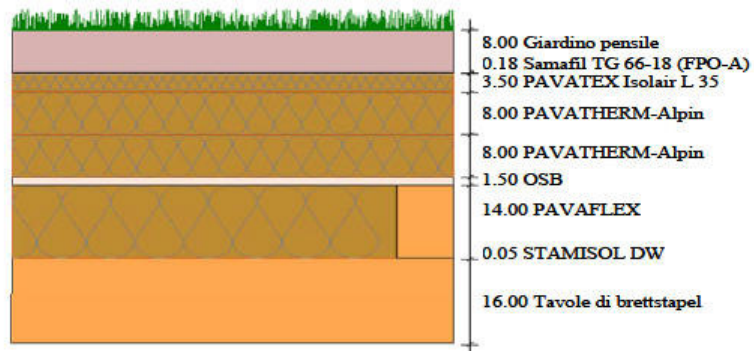 8.00 Giardino pensile
0.18 Samafil TG 66-18 (FPO-A)
3.50 PAVATEX Isolair L 35
8.00 PAVATHERM-Alpin
8.00 PAVATHERM-Alpin
1.50 OSB
14.00 PAVAFLEX
0.05 STAMISOL DW
16.00 Tavole di brettstapel